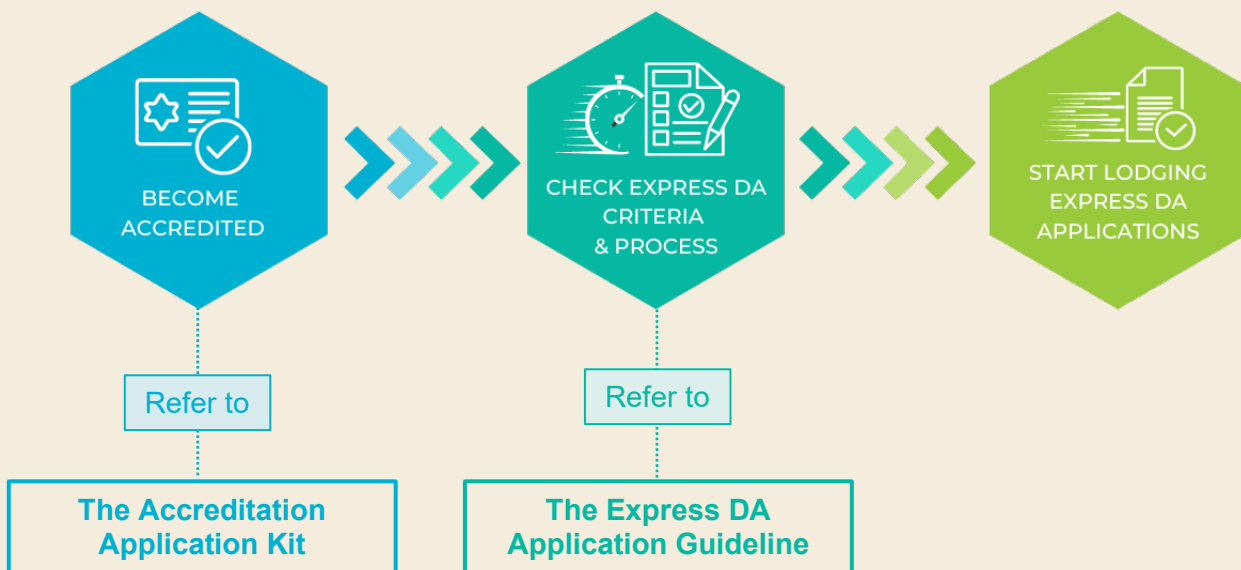 BECOME
ACCREDITED
CHECK EXPRESS DA
CRITERIA
& PROCESS
START LODGING
EXPRESS DA
APPLICATIONS
Refer to
Refer to
The Accreditation
Application Kit
The Express DA
Application Guideline